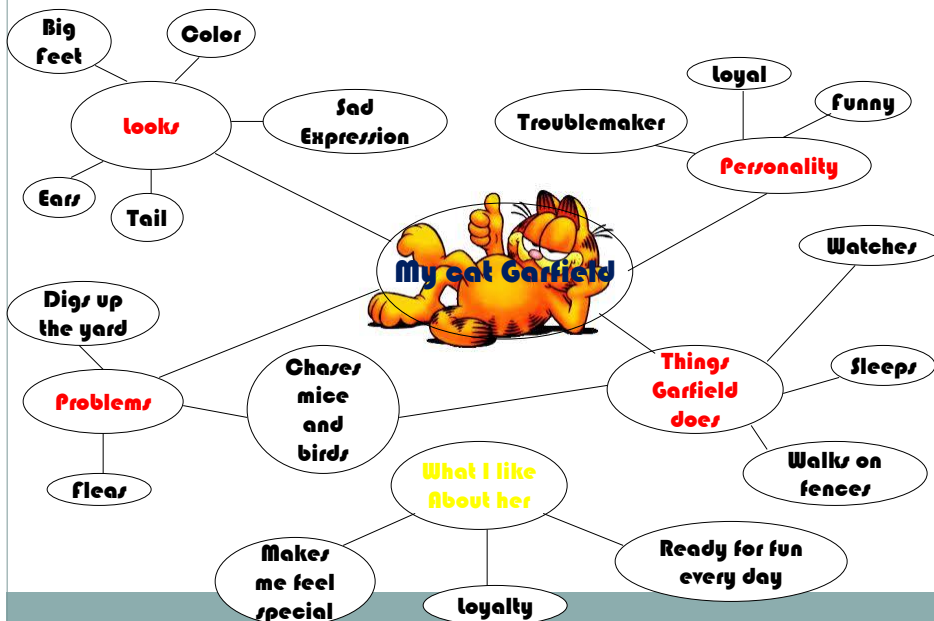 Big
Feet
Color
Looks
Sad
Expression
Ears
Tail
Loyal
Funny
Troublemaker
Personality
My cat Garfield
Watches
Digs up
the yard
Problems
Fleas
Chases
mice
and
birds
Things
Garfield
does
Sleeps
Walks on
fences
What I like
About her
Makes
me feel
special
Loyalty
Ready for fun
every day